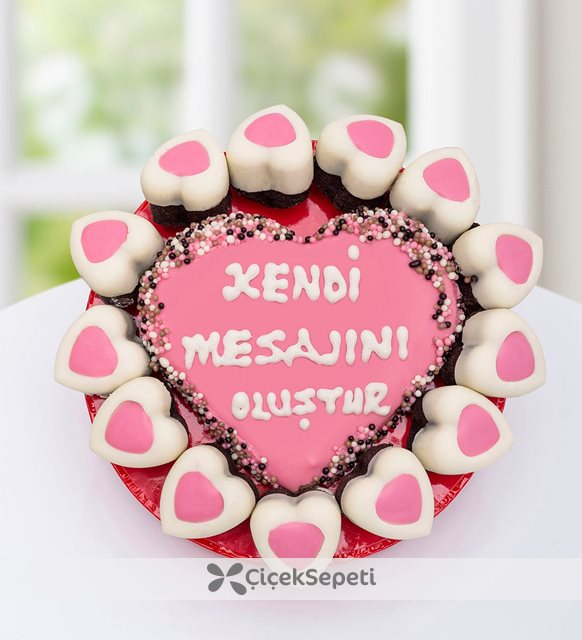 KENDİ
MESAJINI
OLUŞTUR
ÇiçekSepeti